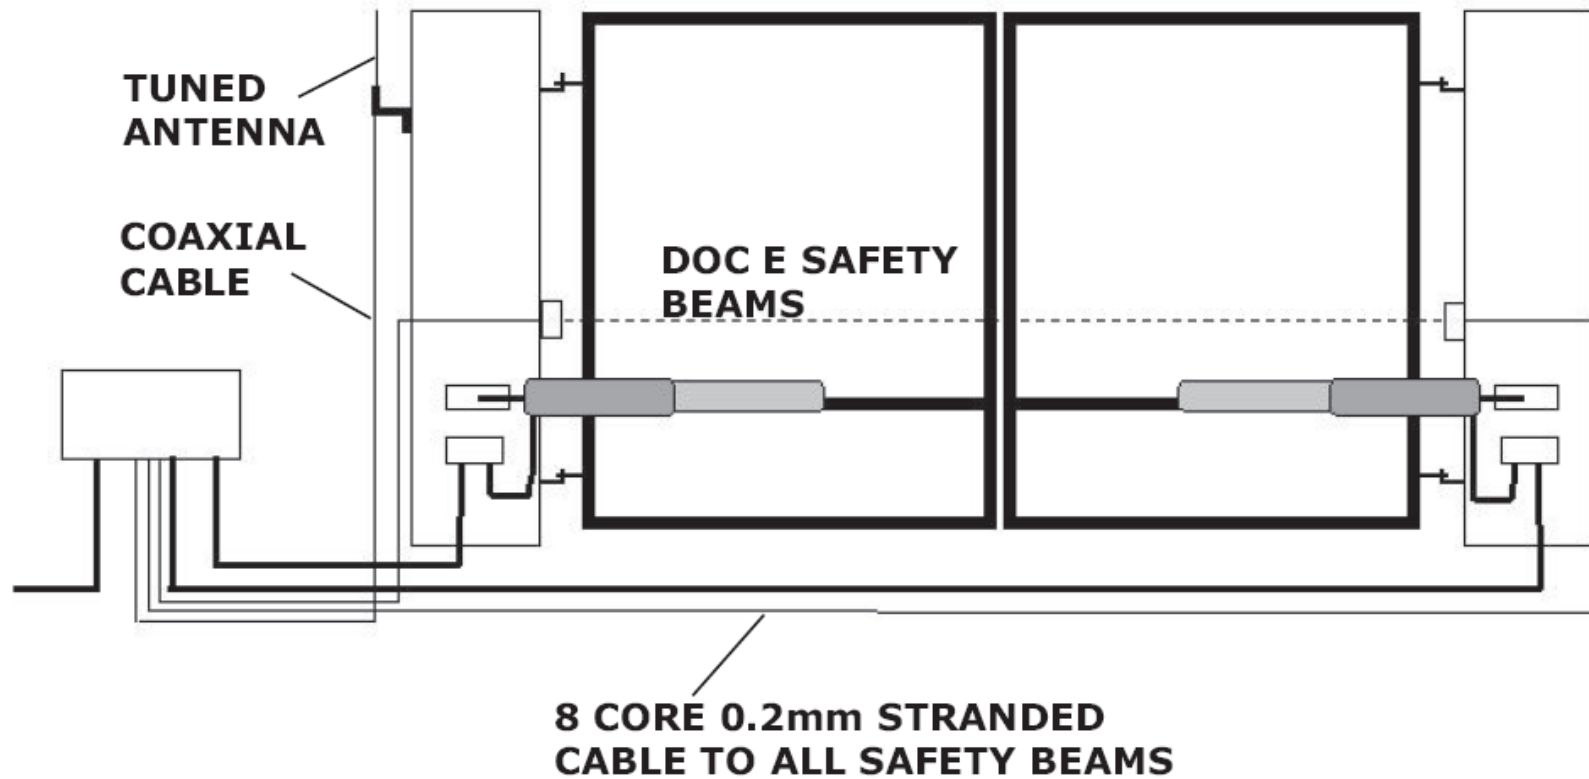 TUNED
ANTENNA
COAXIAL
CABLE
DOC E SAFETY
BEAMS
8 CORE 0.2mm STRANDED
CABLE TO ALL SAFETY BEAMS